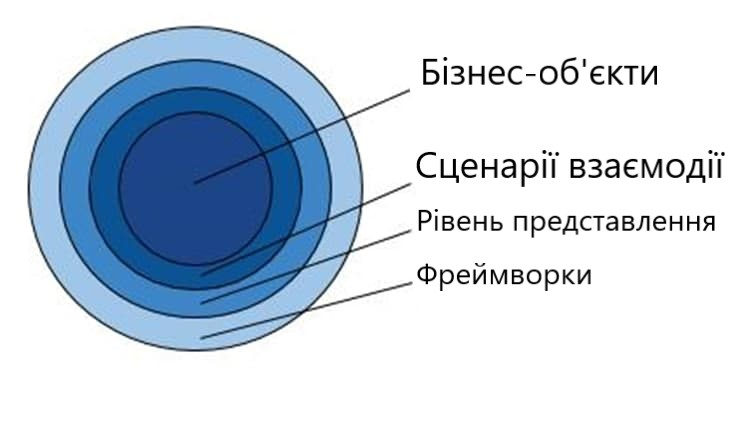 Бізнес-об'єкти
Сценарії взаємодії
Рівень представлення
Фреймворки